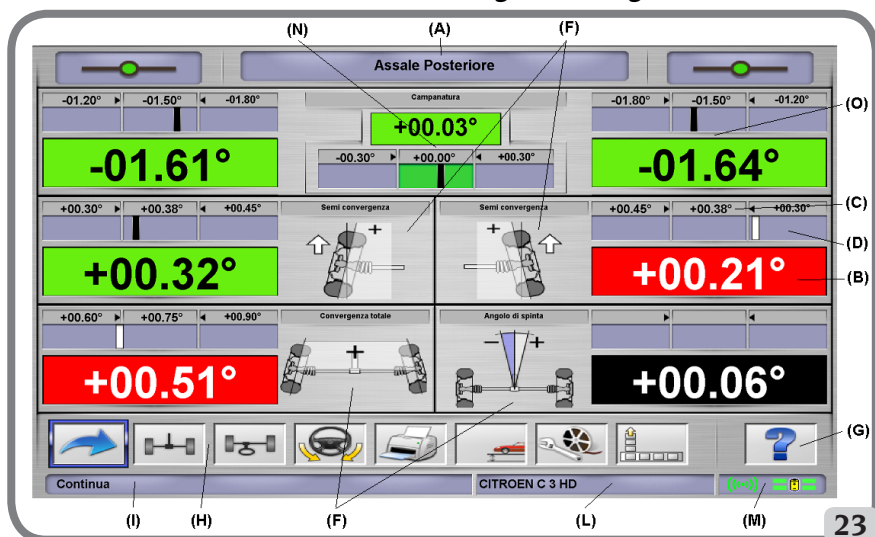 (N) (A) (F)
Assale Posteriore
-01.20° -01.50° -01.80°
Campanatura
-01.80° -01.50° -01.20°
(O)
+00.03°
-01.61°
-00.30° +00.00° +00.30°
-01.64°
+00.30° +00.38° +00.45°
Semi convergenza
Semi convergenza
+00.45° +00.38° +00.30°
(C)
+ +
(D)
+00.32°
+00.21°
(B)
+00.60° +00.75° +00.90°
Convergenza totale
Angolo di spinta
+
- +
+00.51°
+00.06°
?
(G)
Continua
CITROEN C 3 HD
(I) (H) (F) (L) (M)
23